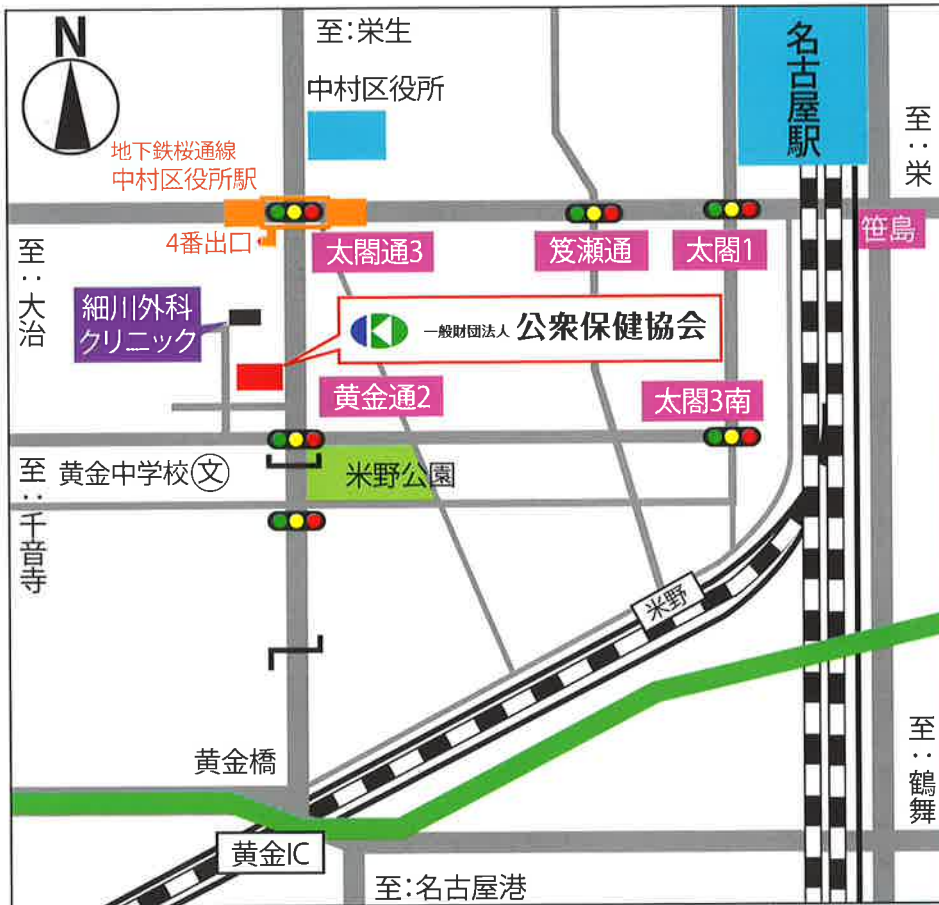 N
至:栄生
中村区役所
名古屋駅
至:栄
地下鉄桜通線
中村区役所駅
4番出口
太閤通3
笈瀬通
太閤1
笹島
至:大治
細川外科
クリニック
一般財団法人 公衆保健協会
黄金通2
太閤3南
至:千音寺
黄金中学校 文
米野公園
米野
黄金橋
至:鶴舞
黄金IC
至:名古屋港